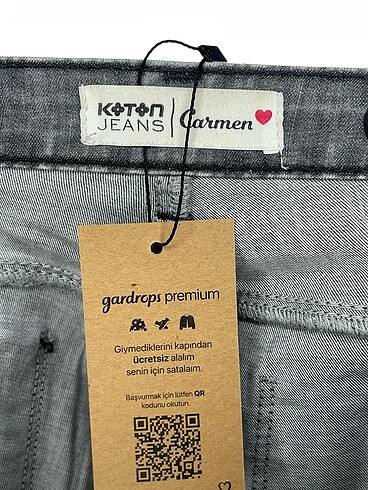 KOTON
JEANS
Carmen
gardrops premium
Giymediklerini kapından
ücretsiz alalım
senin için satalım.
Başvurmak için lütfen QR
kodunu okutun.